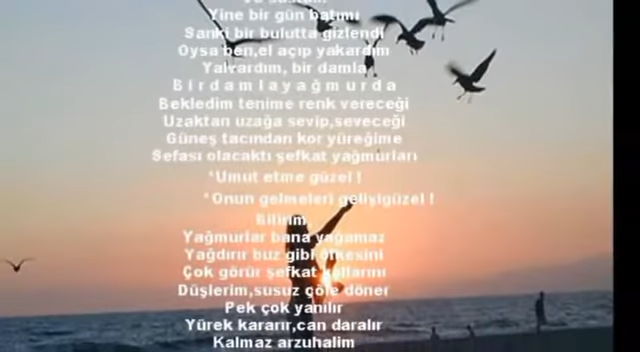 Yine bir gün batımı
Sanki bir bulutta gizlendi
Oysa ben,el açıp yakardım
Yalvardım, bir damla
B i r d a m l a y a ğ m u r d a
Bekledim tenime renk vereceği
Uzaktan uzağa sevip,seveceği
Güneş tacından kor yüreğime
Sefası olacaktı şefkat yağmurları
*Umut etme güzel !
*Onun gelmeleri gelişigüzel !
Bilirim,
Yağmurlar bana yağamaz
Yağdırır buz gibi öfkesini
Çok görür şefkat kollarını
Düşlerim,susuz çöle döner
Pek çok yanılır
Yürek kararır,can daralır
Kalmaz arzuhalim